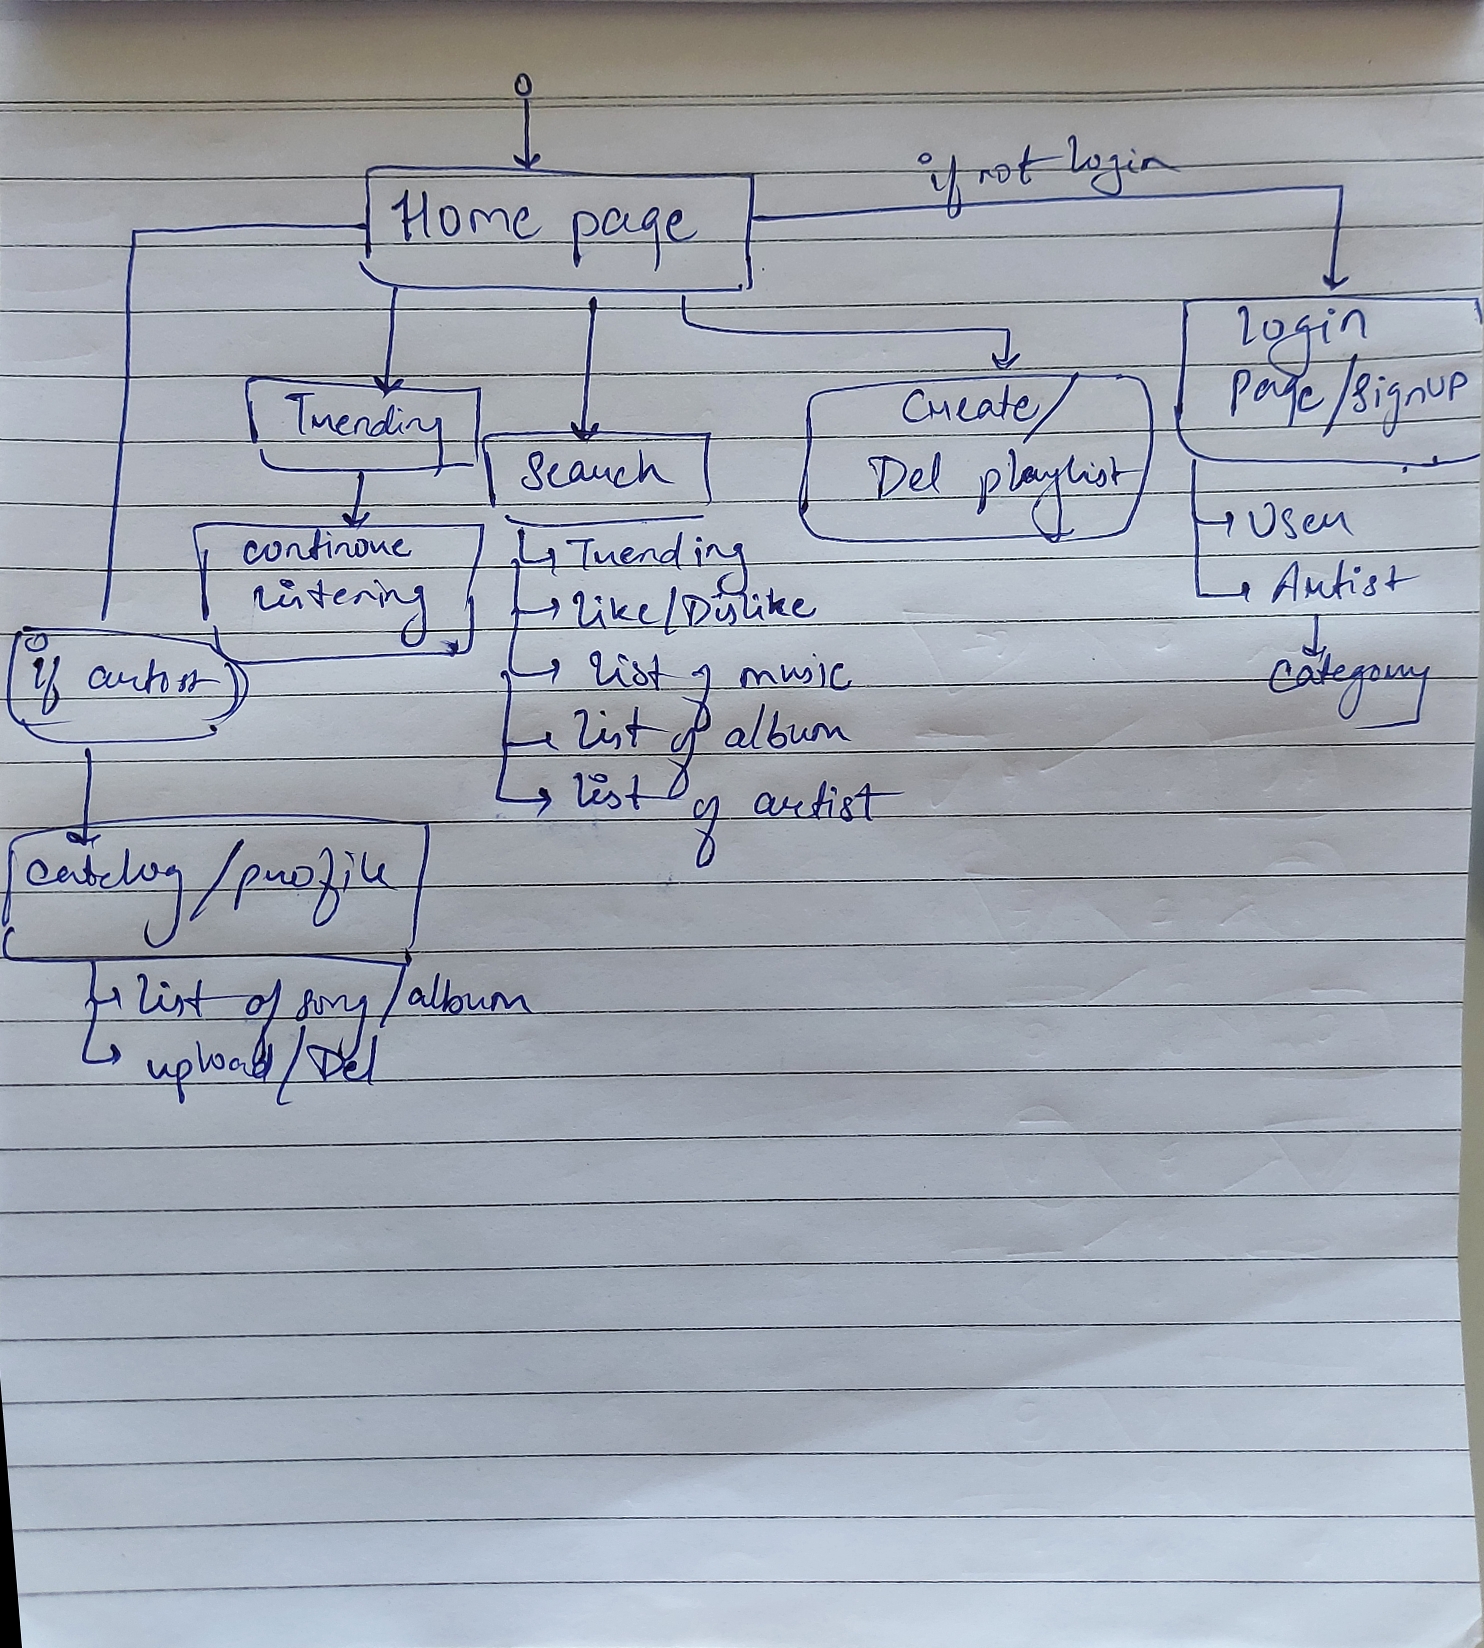 if not login
Home page
login
Page/SignUP
Trending
Create/
Search
Del playlist
continoue
listering
User
Trending
Artist
like/Dislike
if artist
list of music
Category
list of album
list of artist
catelog/profile
list of song/album
upload/Del